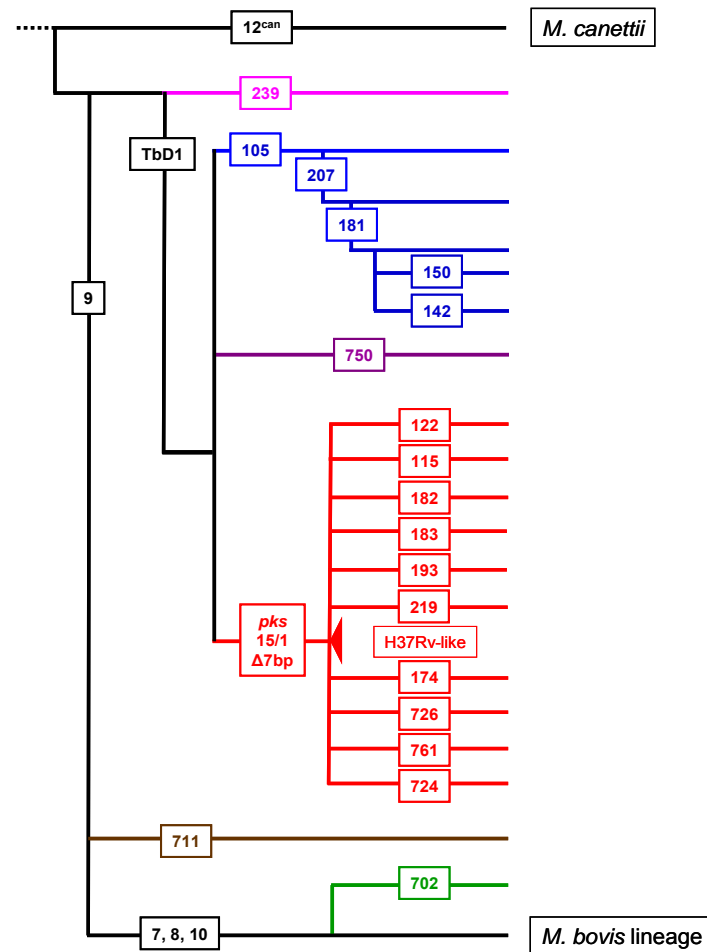 12can
M. canettii
239
TbD1
105
207
181
150
9
142
750
122
115
182
183
193
219
pks
15/1
Δ7bp
H37Rv-like
174
726
761
724
711
702
7, 8, 10
M. bovis lineage